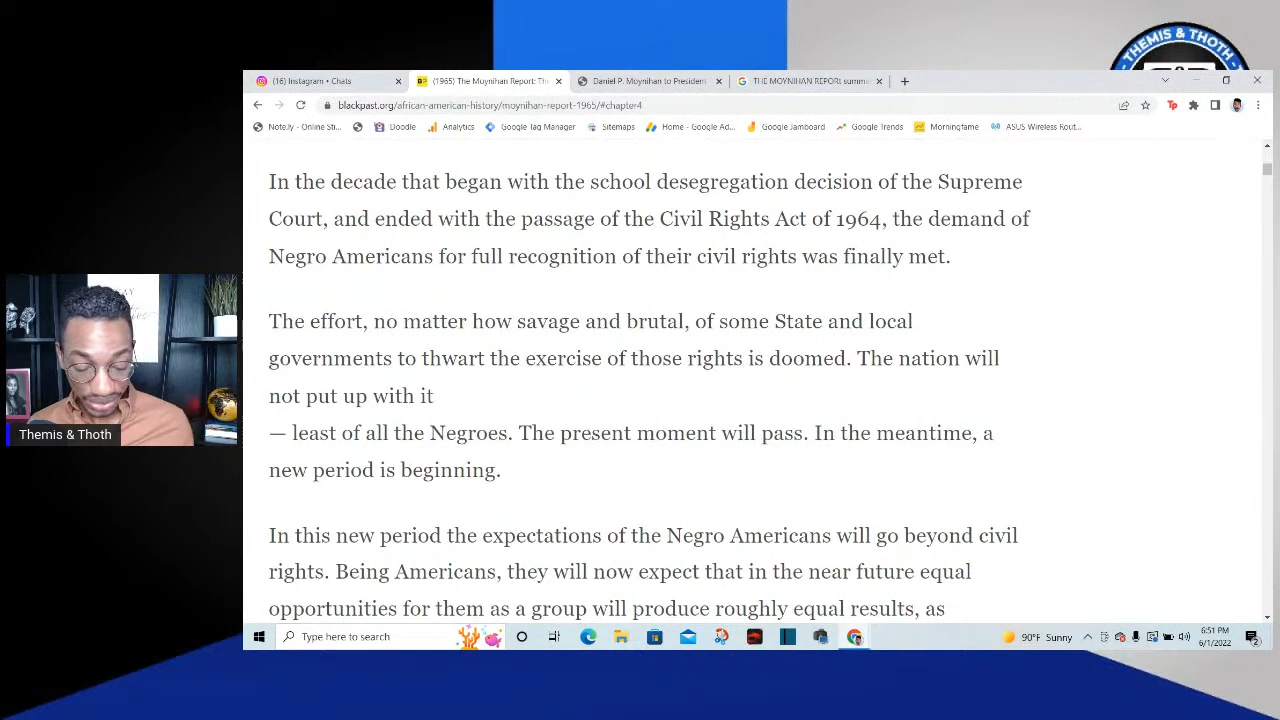 THEMIS & THOTH
(16) Instagram • Chats
(1965) The Moynihan Report: The
Daniel P. Moynihan to President
THE MOYNIHAN REPORt summ
blackpast.org/african-american-history/moynihan-report-1965/#chapter4
Note.ly - Online Sti...
Doodle
Analytics
Google Tag Manager
Sitemaps
Home - Google Ad...
Google Jamboard
Google Trends
Morningfame
ASUS Wireless Rout...
In the decade that began with the school desegregation decision of the Supreme
Court, and ended with the passage of the Civil Rights Act of 1964, the demand of
Negro Americans for full recognition of their civil rights was finally met.
The effort, no matter how savage and brutal, of some State and local
governments to thwart the exercise of those rights is doomed. The nation will
not put up with it
— least of all the Negroes. The present moment will pass. In the meantime, a
new period is beginning.
In this new period the expectations of the Negro Americans will go beyond civil
rights. Being Americans, they will now expect that in the near future equal
opportunities for them as a group will produce roughly equal results, as
Themis & Thoth
Type here to search
90°F Sunny
6:51 PM
6/1/2022